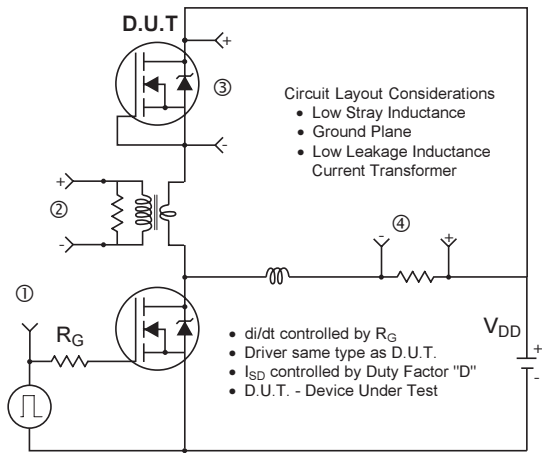 D.U.T
+
③
Circuit Layout Considerations
• Low Stray Inductance
• Ground Plane
• Low Leakage Inductance
Current Transformer
-
+
②
-
④
-
+
①
RG
VDD
+
-
• di/dt controlled by RG
• Driver same type as D.U.T.
• ISD controlled by Duty Factor "D"
• D.U.T. - Device Under Test